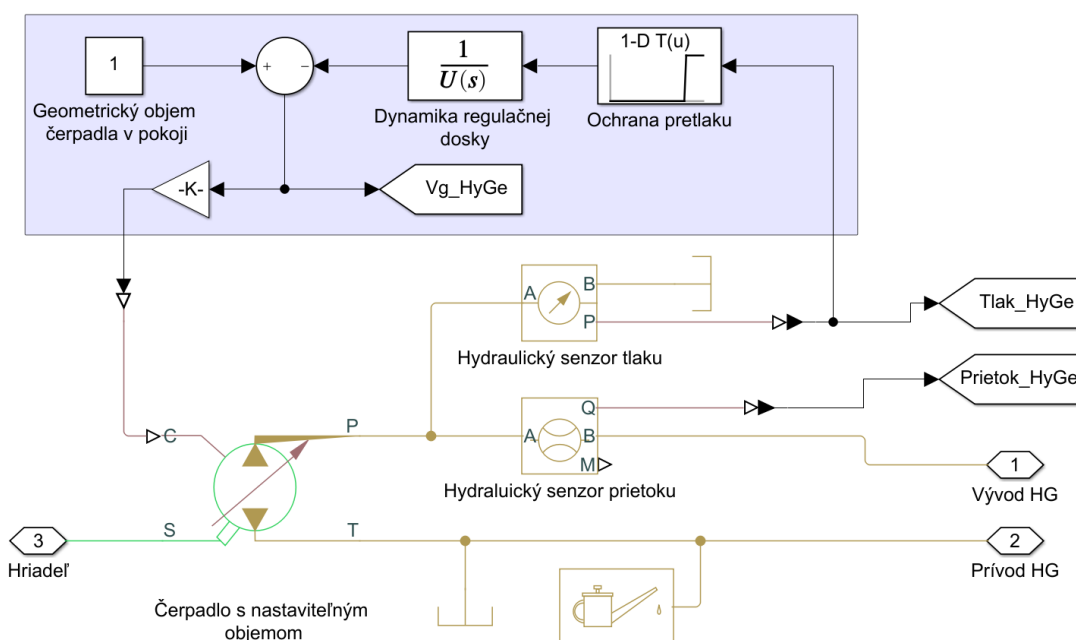 1
+
−
1
U(s)
1-D T(u)
Geometrický objem
čerpadla v pokoji
Dynamika regulačnej
dosky
Ochrana pretlaku
-K-
Vg_HyGe
A
B
P
Tlak_HyGe
Hydraulický senzor tlaku
Prietok_HyGe
C
P
A
Q
B
M
1
Vývod HG
Hydraluický senzor prietoku
3
Hriadeľ
S
T
2
Prívod HG
Čerpadlo s nastaviteľným
objemom